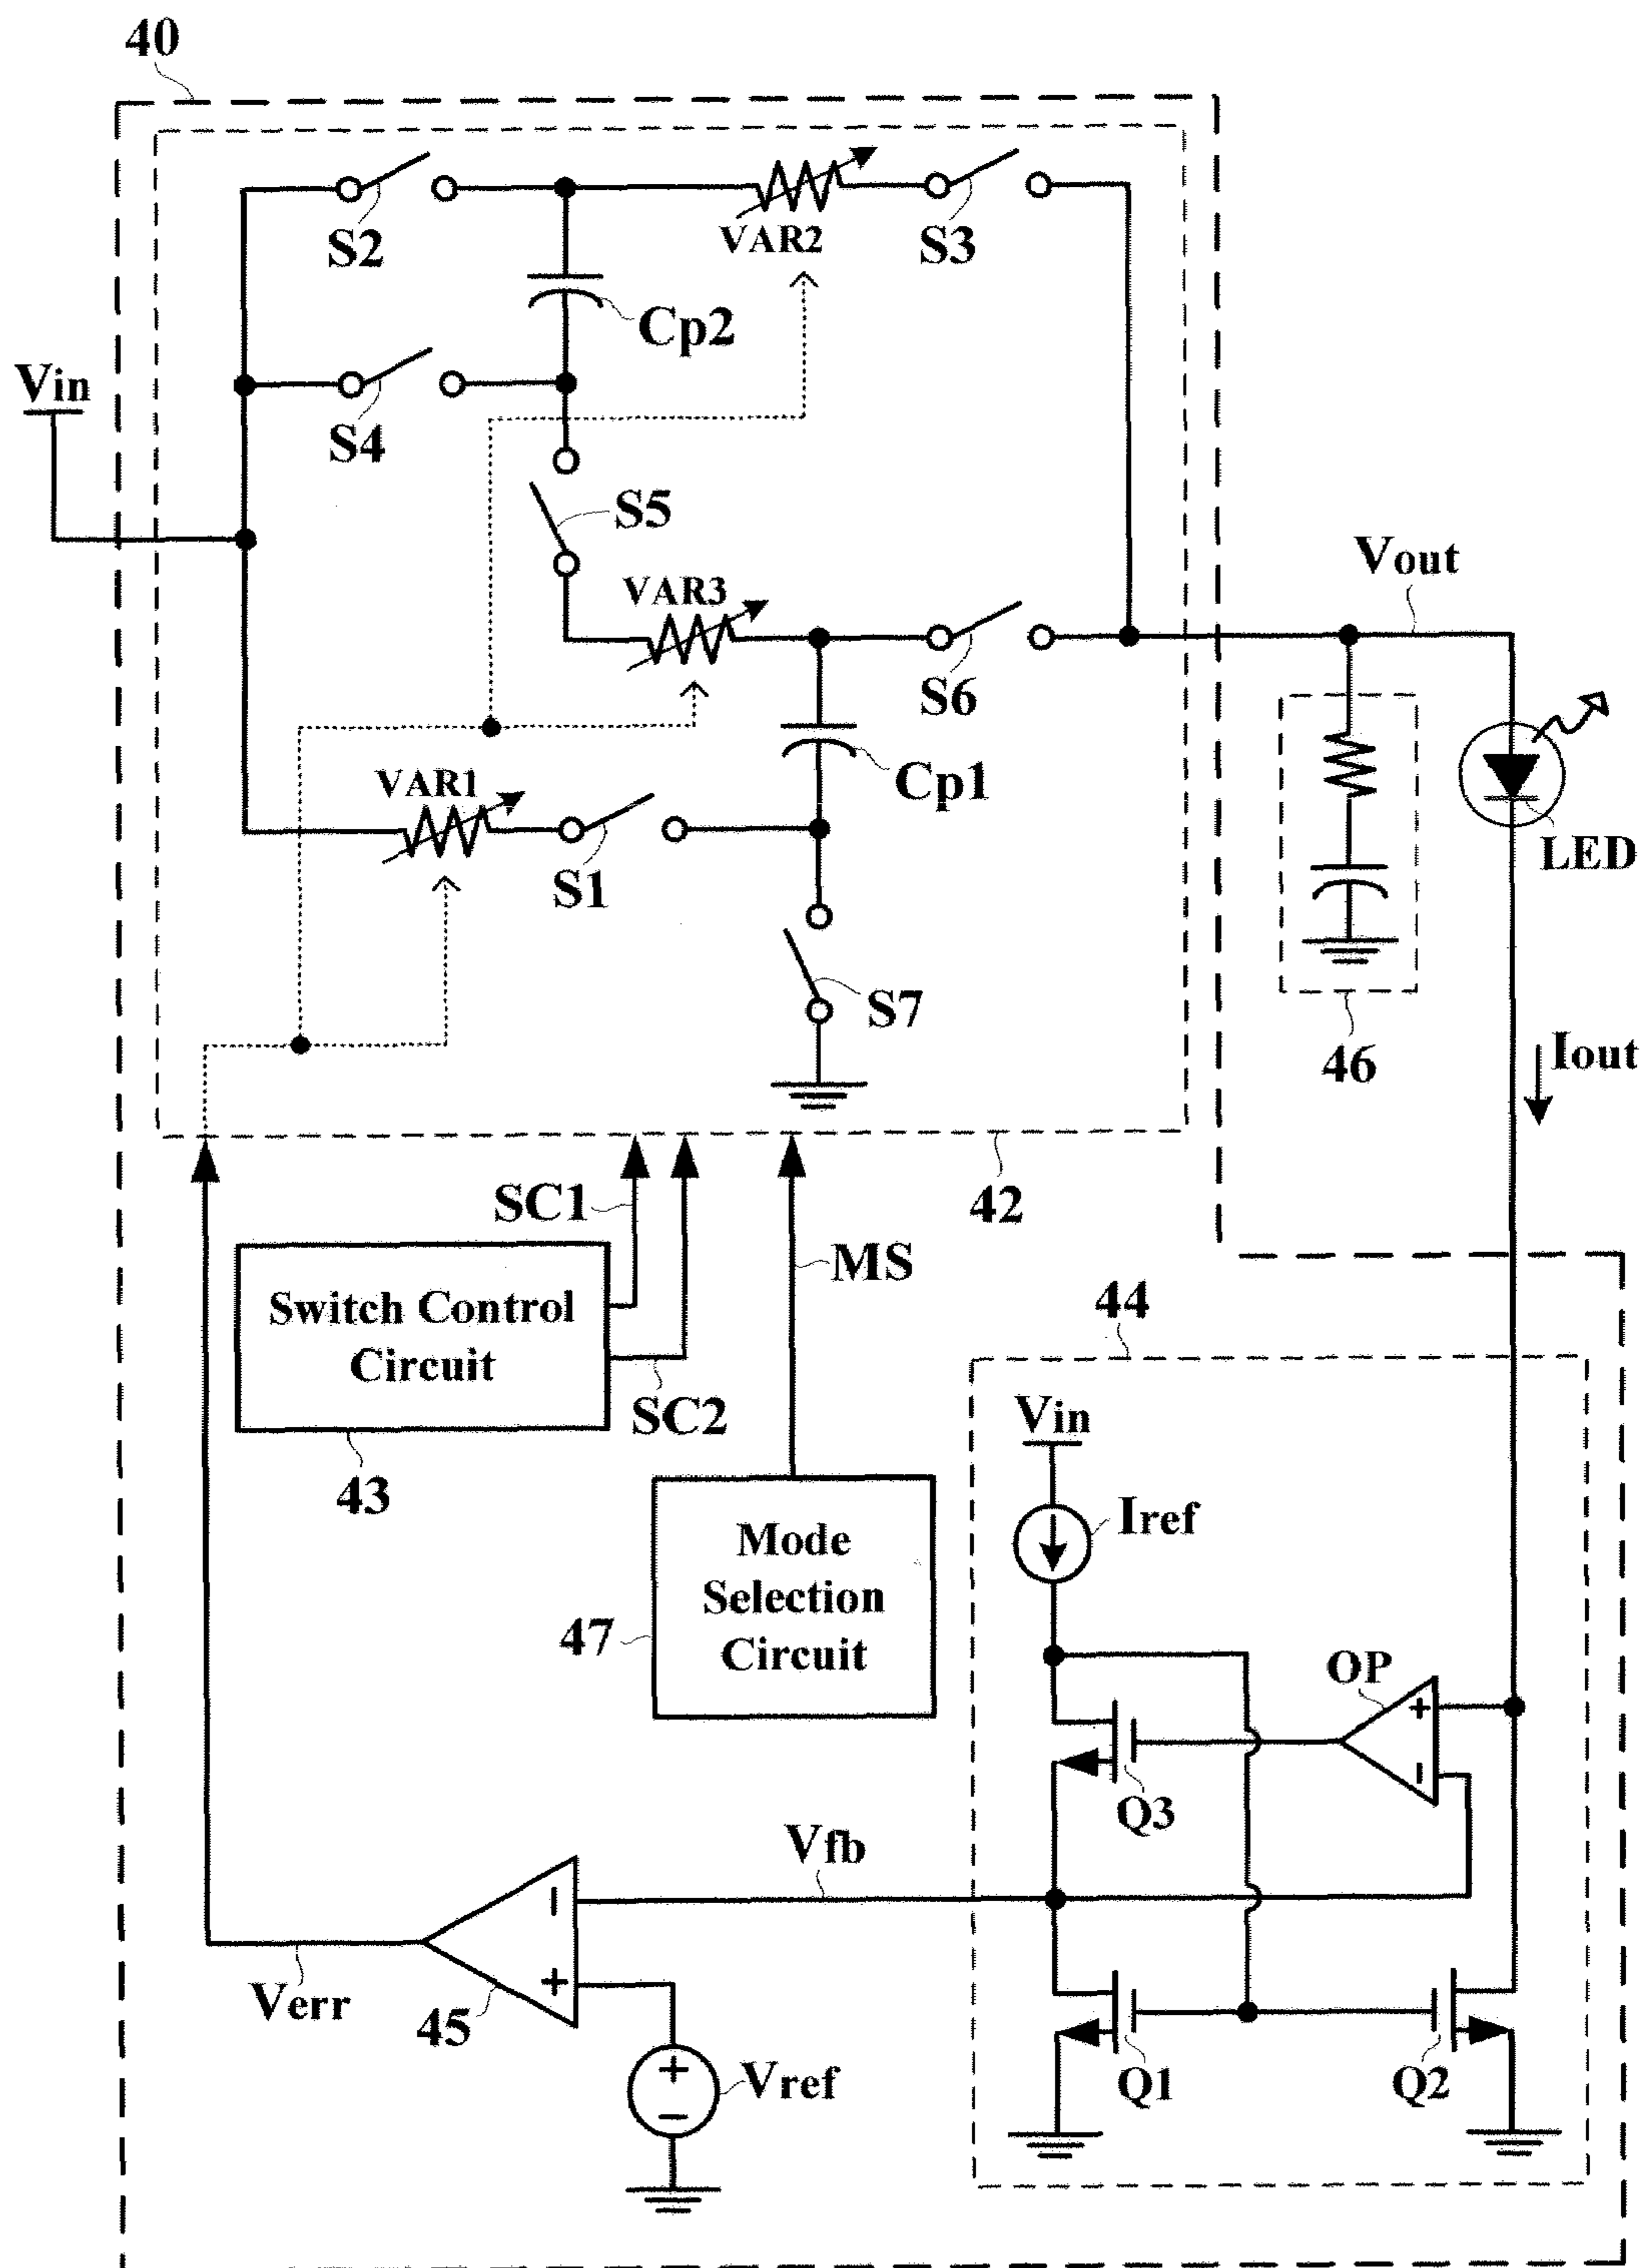 40
S2
VAR2
S3
Cp2
Vin
S4
S5
VAR3
Vout
S6
VAR1
Cp1
S1
LED
S7
46
Iout
SC1
42
MS
Switch Control
Circuit
44
SC2
Vin
43
Iref
Mode
Selection
Circuit
47
OP
+
−
Q3
Vfb
−
+
Verr
45
Q1
Q2
+
−
Vref